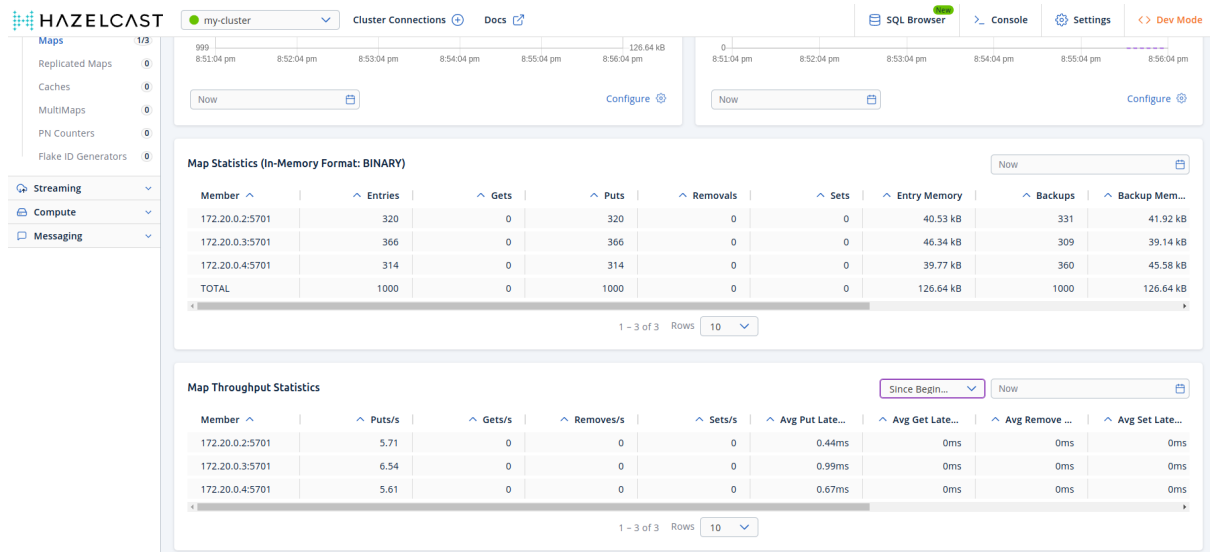 HAZELCAST my-cluster Cluster Connections Docs New SQL Browser Console Settings <> Dev Mode
Maps 1/3
Replicated Maps 0
Caches 0
MultiMaps 0
PN Counters 0
Flake ID Generators 0
Streaming
Compute
Messaging
999 126.64 kB
8:51:04 pm 8:52:04 pm 8:53:04 pm 8:54:04 pm 8:55:04 pm 8:56:04 pm
Now Configure
0
8:51:04 pm 8:52:04 pm 8:53:04 pm 8:54:04 pm 8:55:04 pm 8:56:04 pm
Now Configure
Map Statistics (In-Memory Format: BINARY) Now
Member Entries Gets Puts Removals Sets Entry Memory Backups Backup Mem...
172.20.0.2:5701 320 0 320 0 0 40.53 kB 331 41.92 kB
172.20.0.3:5701 366 0 366 0 0 46.34 kB 309 39.14 kB
172.20.0.4:5701 314 0 314 0 0 39.77 kB 360 45.58 kB
TOTAL 1000 0 1000 0 0 126.64 kB 1000 126.64 kB
1 – 3 of 3 Rows 10
Map Throughput Statistics Since Begin... Now
Member Puts/s Gets/s Removes/s Sets/s Avg Put Late... Avg Get Late... Avg Remove ... Avg Set Late...
172.20.0.2:5701 5.71 0 0 0 0.44ms 0ms 0ms 0ms
172.20.0.3:5701 6.54 0 0 0 0.99ms 0ms 0ms 0ms
172.20.0.4:5701 5.61 0 0 0 0.67ms 0ms 0ms 0ms
1 – 3 of 3 Rows 10